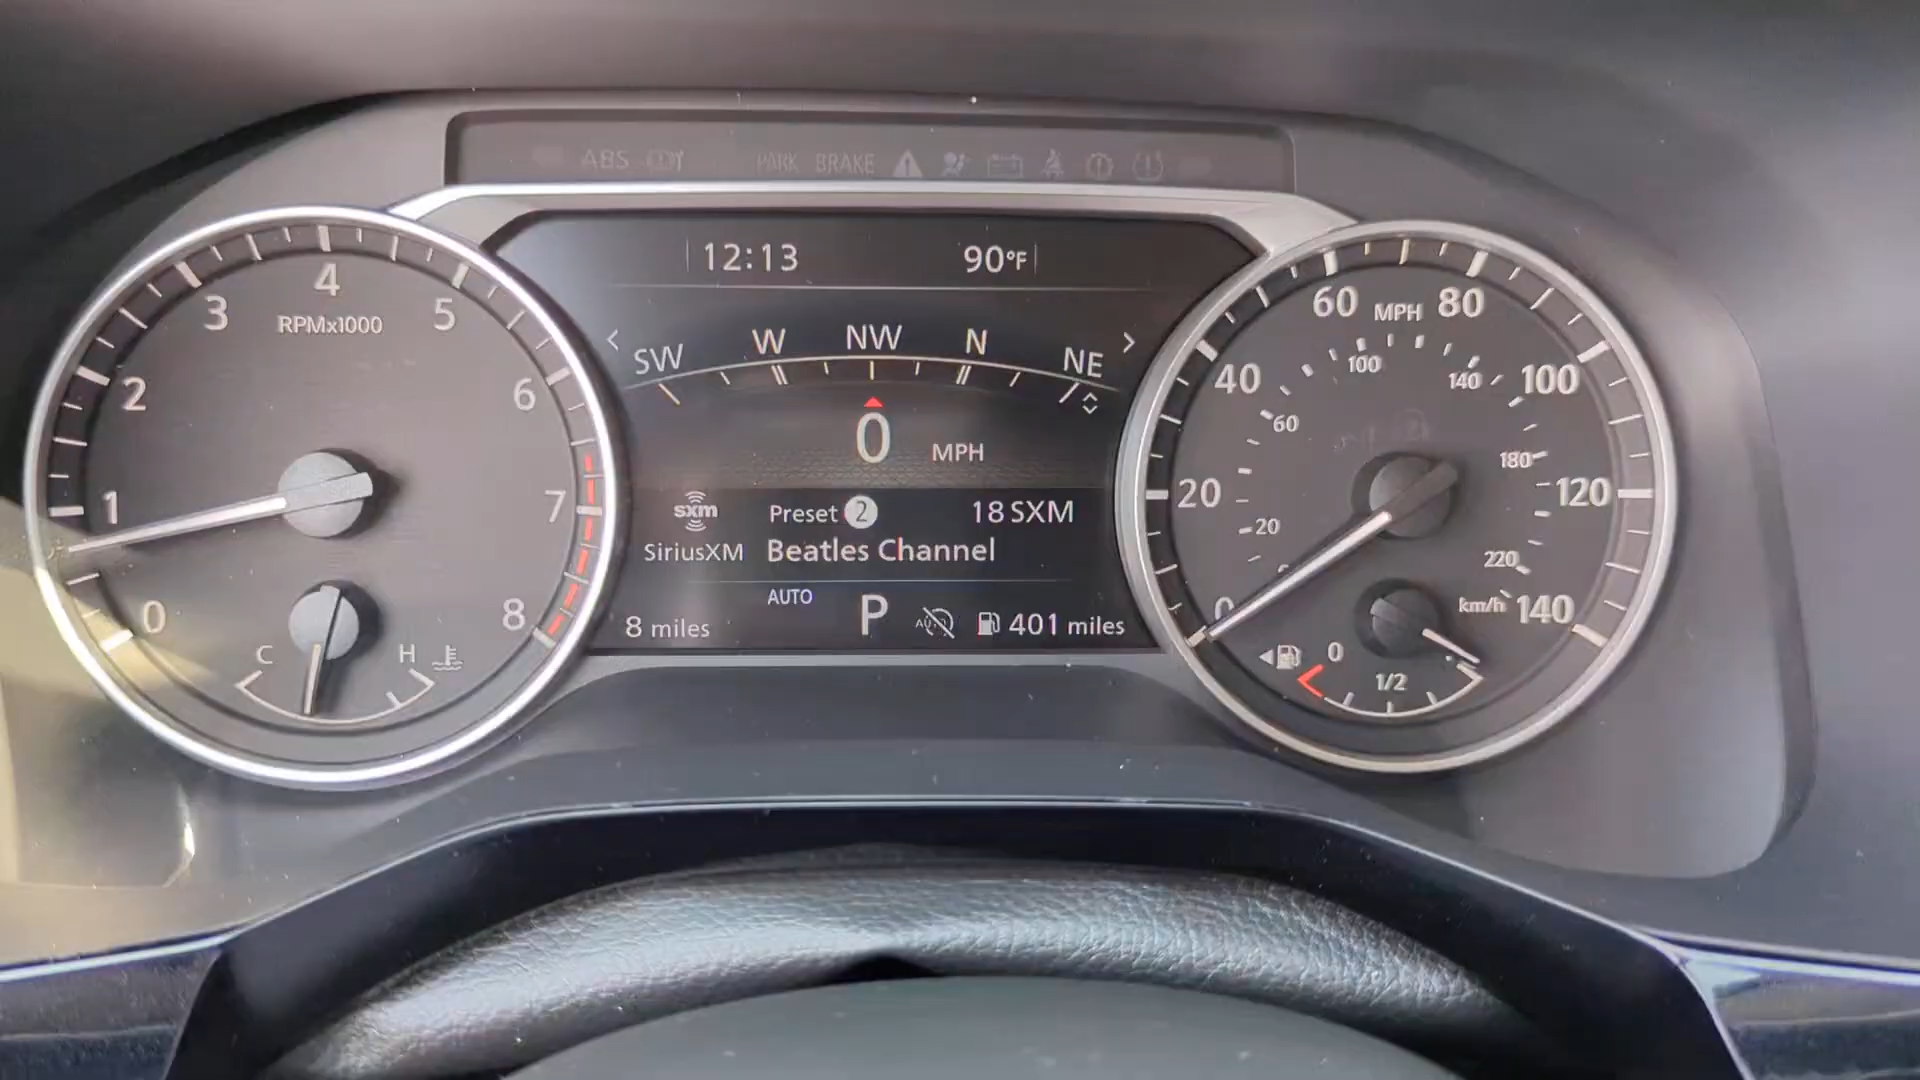 ABS
PARK BRAKE
12:13 90°F
SW W NW N NE
0 MPH
sxm Preset 2 18 SXM
SiriusXM Beatles Channel
AUTO
P
8 miles 401 miles
0 1 2 3 4 5 6 7 8
RPMx1000
C H
0 20 40 60 80 100 120 140
MPH
20 60 100 140 180 220
km/h
0 1/2